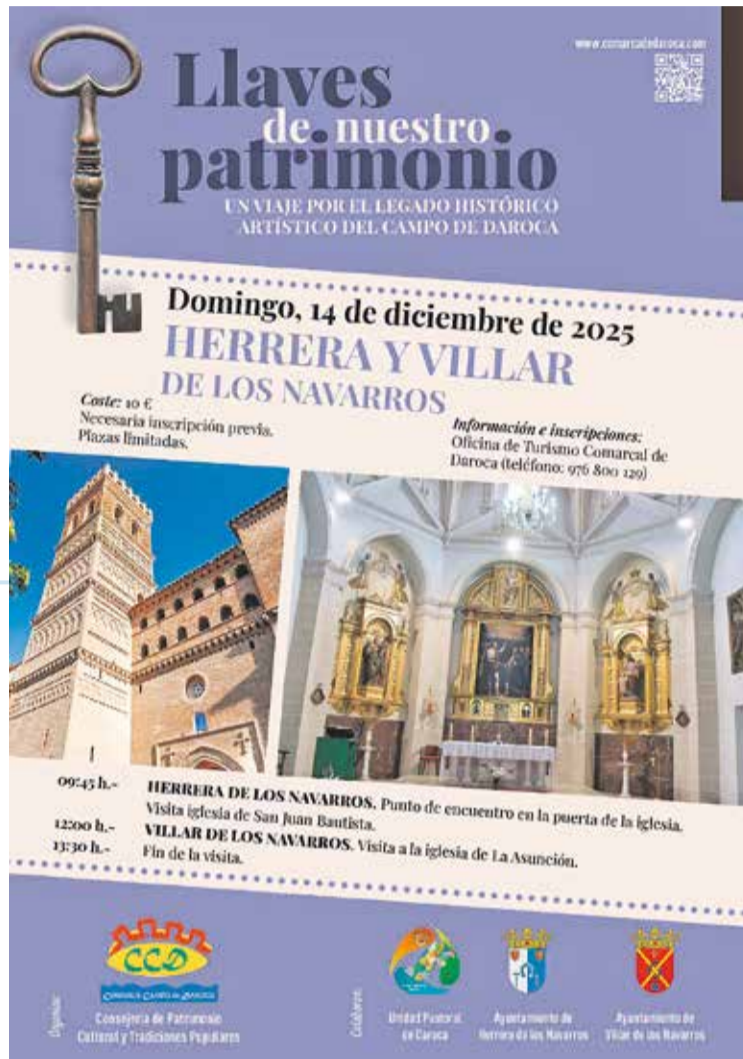 www.comarcadedaroca.com
Llaves
de nuestro
patrimonio
UN VIAJE POR EL LEGADO HISTÓRICO
ARTÍSTICO DEL CAMPO DE DAROCA
Domingo, 14 de diciembre de 2025
HERRERA Y VILLAR
DE LOS NAVARROS
Coste: 10 €
Necesaria inscripción previa.
Plazas limitadas.
Información e inscripciones:
Oficina de Turismo Comarcal de
Daroca (teléfono: 976 800 129)
09:45 h.- HERRERA DE LOS NAVARROS. Punto de encuentro en la puerta de la iglesia.
Visita iglesia de San Juan Bautista.
12:00 h.- VILLAR DE LOS NAVARROS. Visita a la iglesia de La Asunción.
13:30 h.- Fin de la visita.
Organiza:
CCD
COMARCA CAMPO DE DAROCA
Consejería de Patrimonio
Cultural y Tradiciones Populares
Colaboran:
Unidad Pastoral
de Daroca
Ayuntamiento de
Herrera de los Navarros
Ayuntamiento de
Villar de los Navarros